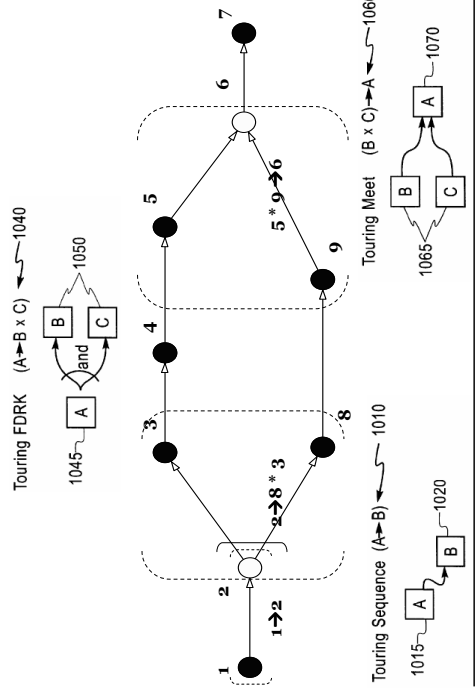 Touring FDRK (A→B x C) 1040
1045
A
and
B
C
1050
1
1→2
2
2→8*3
3
4
5
8
9
5*9→6
6
7
Touring Sequence (A→B) 1010
1015
A
B
1020
Touring Meet (B x C)→A 1060
1065
B
C
A
1070